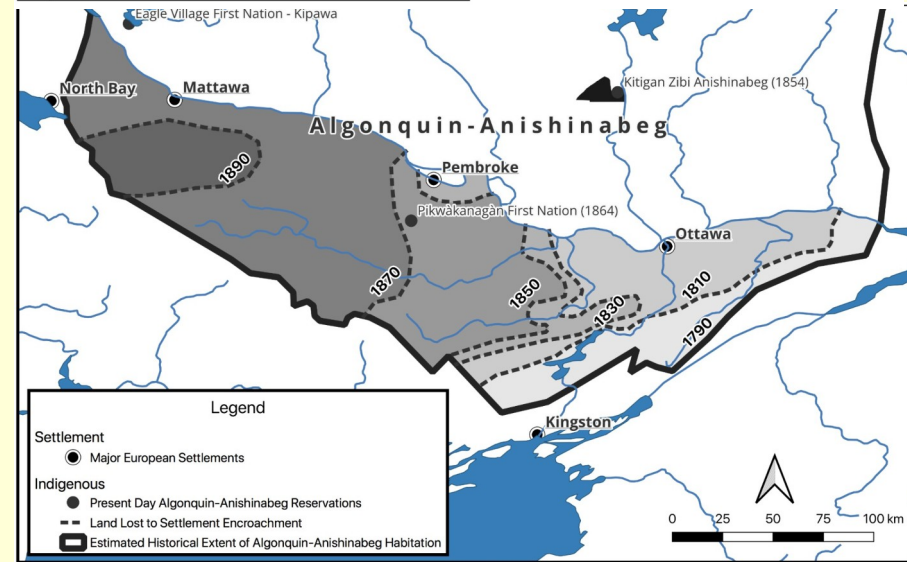 Eagle Village First Nation - Kipawa
North Bay
Mattawa
Kitigan Zibi Anishinabeg (1854)
Algonquin-Anishinabeg
1890
Pembroke
Pikwàkanagàn First Nation (1864)
Ottawa
1870
1850
1830
1810
1790
Kingston
Legend
Settlement
Major European Settlements
Indigenous
Present Day Algonquin-Anishinabeg Reservations
Land Lost to Settlement Encroachment
Estimated Historical Extent of Algonquin-Anishinabeg Habitation
0 25 50 75 100 km